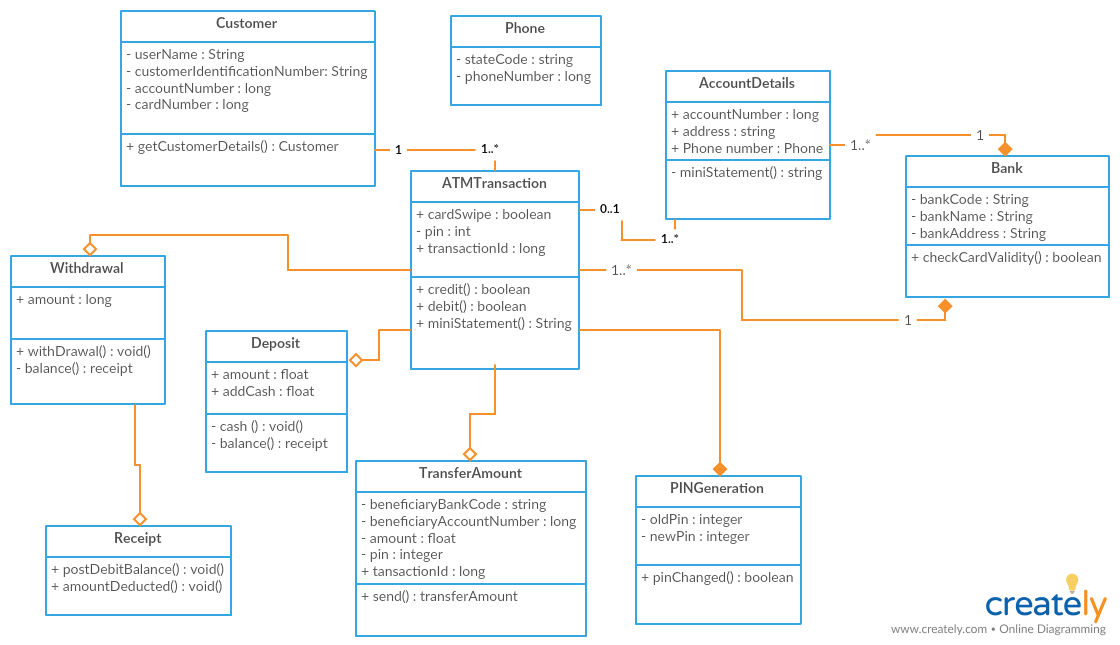 Customer
- userName : String
- customerIdentificationNumber: String
- accountNumber : long
- cardNumber : long
+ getCustomerDetails() : Customer
Phone
- stateCode : string
- phoneNumber : long
AccountDetails
+ accountNumber : long
+ address : string
+ Phone number : Phone
- miniStatement() : string
1..*
1
Bank
- bankCode : String
- bankName : String
- bankAddress : String
+ checkCardValidity() : boolean
1
1..*
ATMTransaction
+ cardSwipe : boolean
- pin : int
+ transactionId : long
+ credit() : boolean
+ debit() : boolean
+ miniStatement() : String
0..1
1..*
1..*
1
Withdrawal
+ amount : long
+ withDrawal() : void()
- balance() : receipt
Deposit
+ amount : float
+ addCash : float
- cash () : void()
- balance() : receipt
TransferAmount
- beneficiaryBankCode : string
- beneficiaryAccountNumber : long
- amount : float
- pin : integer
+ tansactionId : long
+ send() : transferAmount
PINGeneration
- oldPin : integer
- newPin : integer
+ pinChanged() : boolean
Receipt
+ postDebitBalance() : void()
+ amountDeducted() : void()
creately
www.creately.com • Online Diagramming